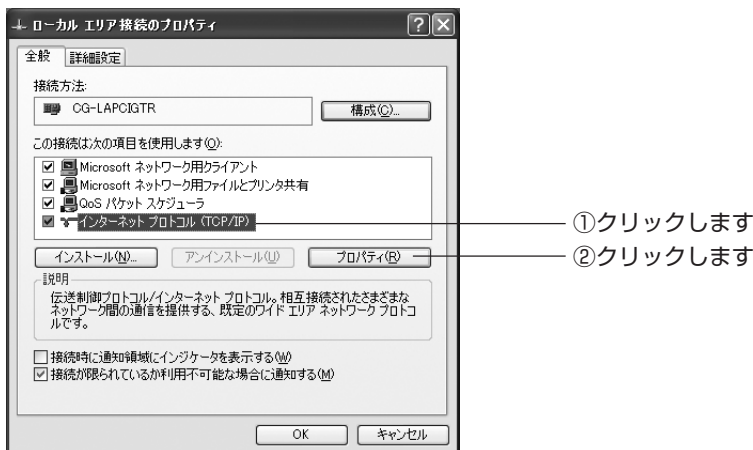 ローカル エリア接続のプロパティ
全般 詳細設定
接続方法:
CG-LAPCIGTR 構成(C)...
この接続は次の項目を使用します(O):
Microsoft ネットワーク用クライアント
Microsoft ネットワーク用ファイルとプリンタ共有
QoS パケット スケジューラ
インターネット プロトコル (TCP/IP) ①クリックします
インストール(N)... アンインストール(U) プロパティ(R) ②クリックします
説明
伝送制御プロトコル/インターネット プロトコル。相互接続されたさまざまな
ネットワーク間の通信を提供する、既定のワイド エリア ネットワーク プロトコ
ルです。
接続時に通知領域にインジケータを表示する(W)
接続が限られているか利用不可能な場合に通知する(M)
OK キャンセル